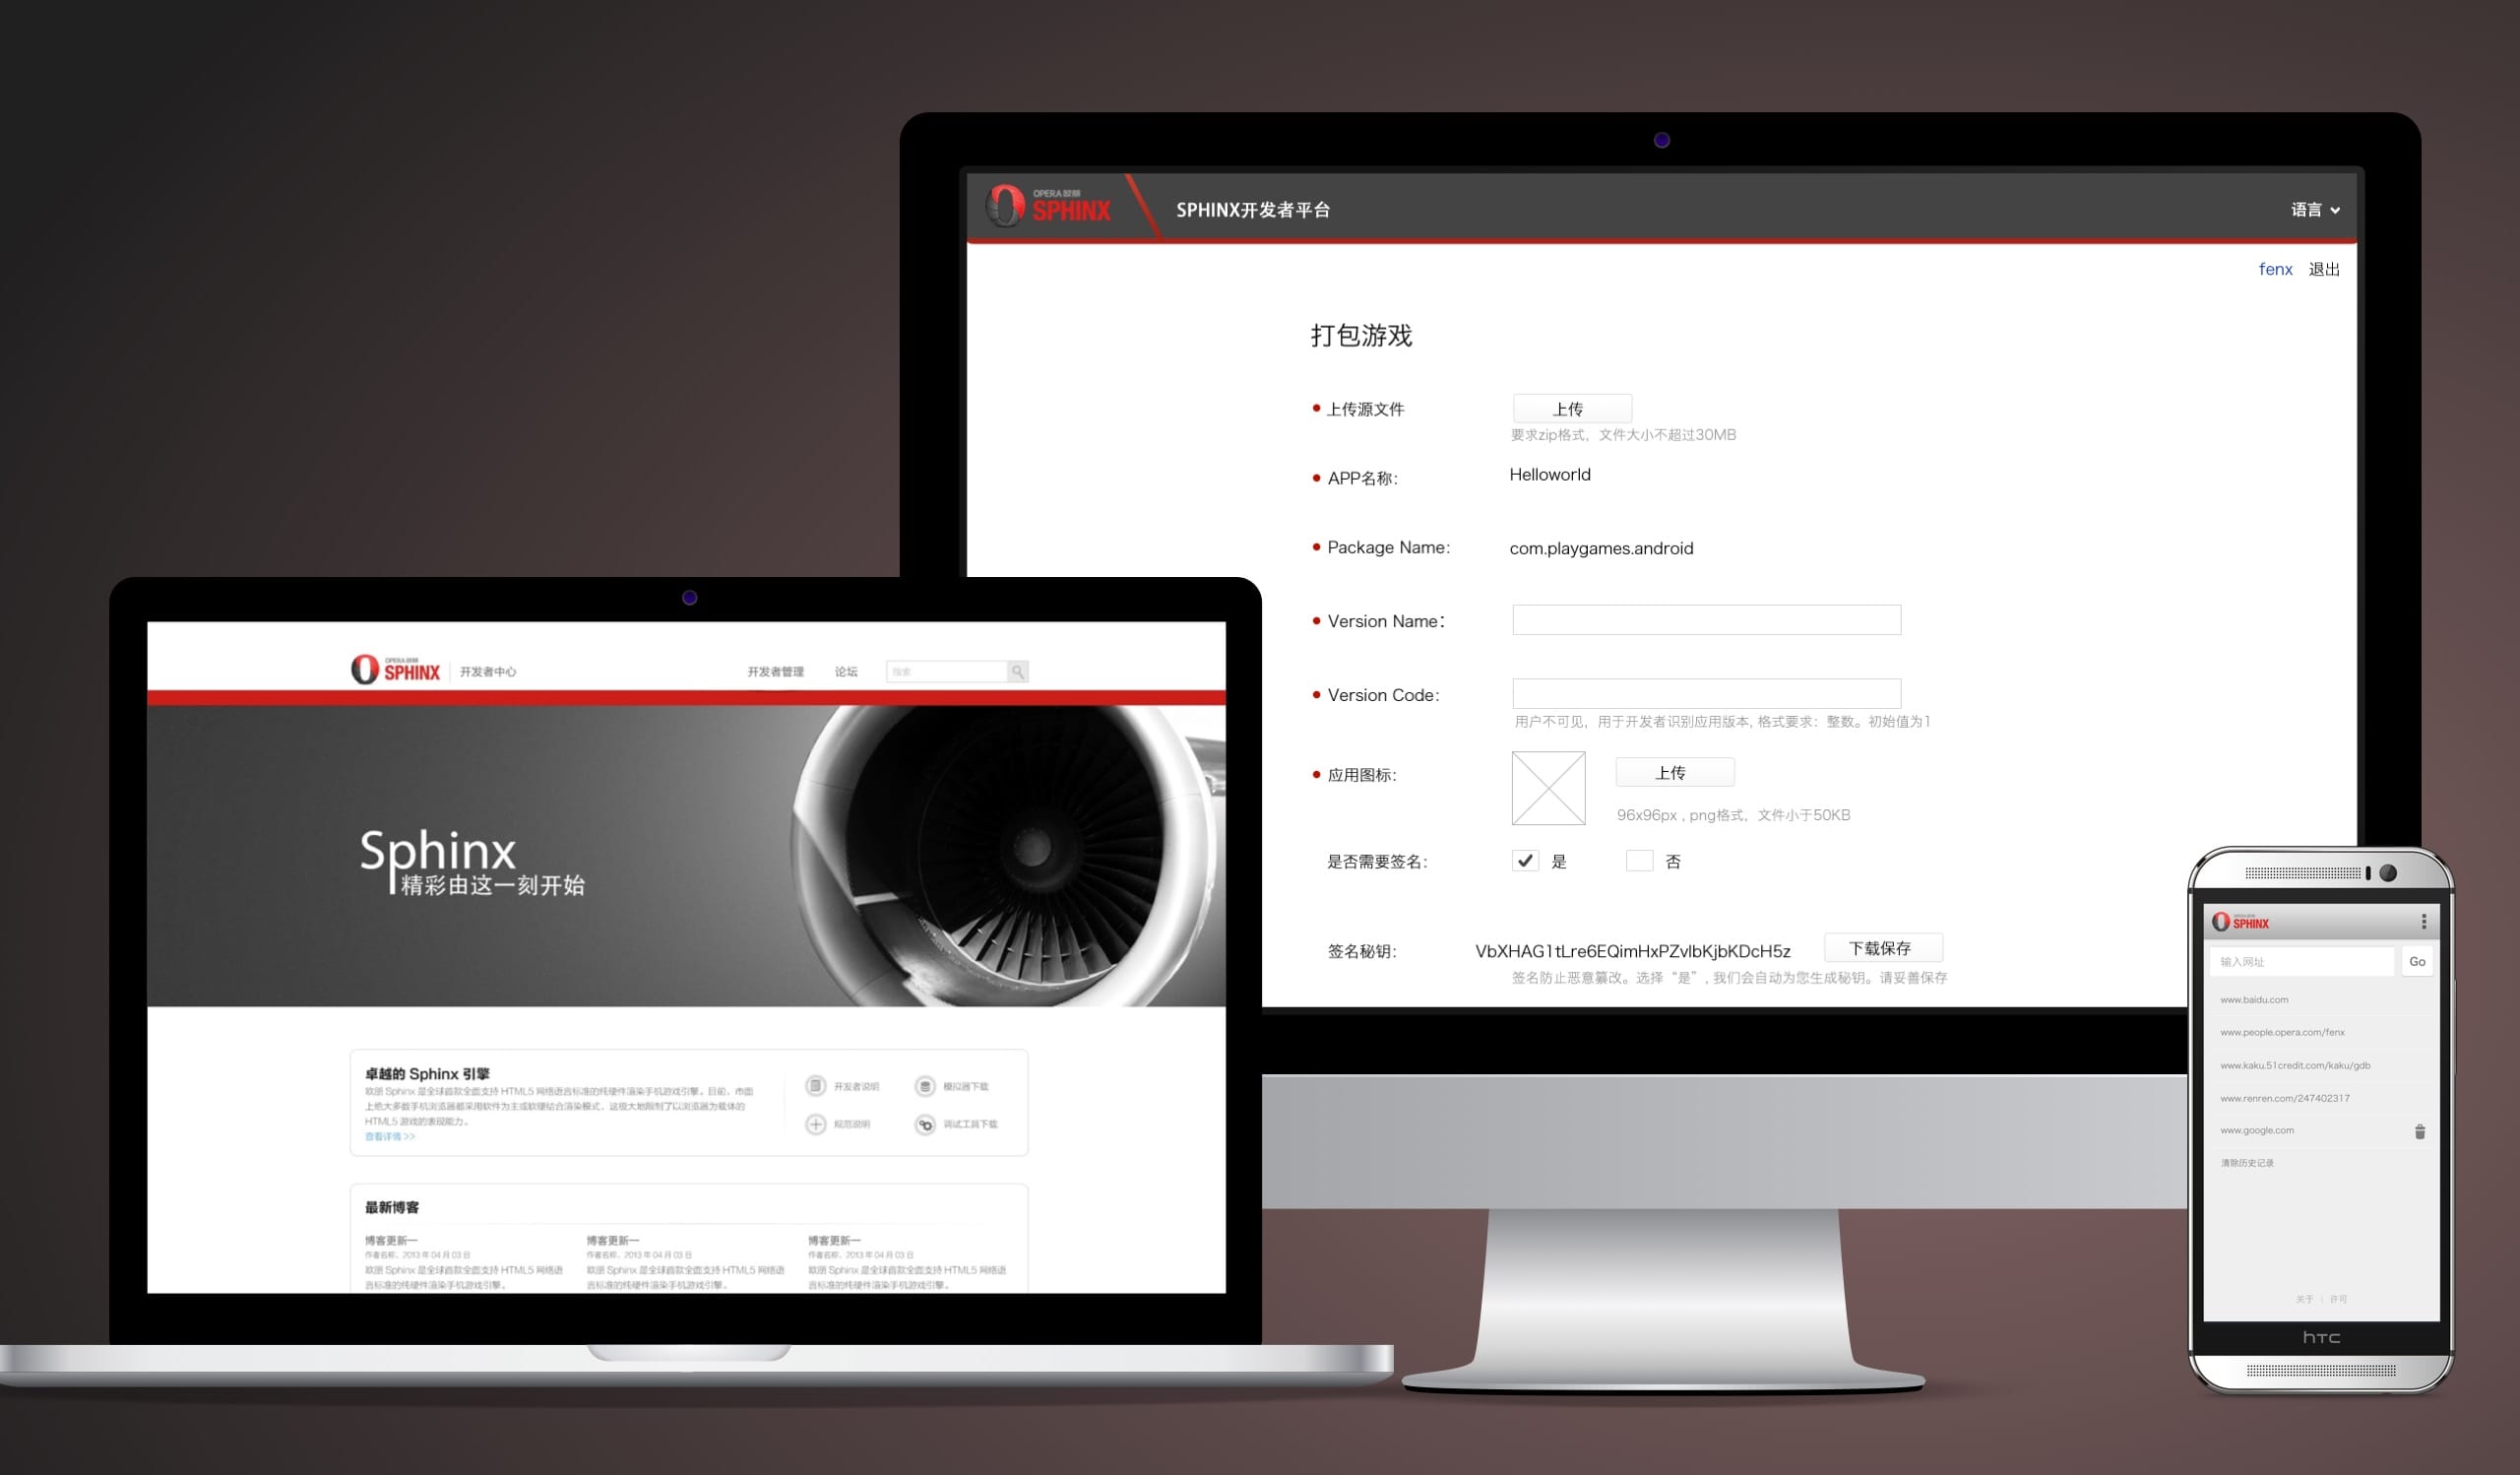 OPERA 欧朋
SPHINX
SPHINX开发者平台
语言
fenx 退出
打包游戏
上传源文件 上传
要求zip格式，文件大小不超过30MB
APP名称: Helloworld
Package Name: com.playgames.android
Version Name:
Version Code:
用户不可见，用于开发者识别应用版本, 格式要求：整数。初始值为1
应用图标: 上传
96x96px , png格式，文件小于50KB
是否需要签名: 是 否
签名秘钥: VbXHAG1tLre6EQimHxPZvlbKjbKDcH5z 下载保存
签名防止恶意篡改。选择“是”, 我们会自动为您生成秘钥。请妥善保存
OPERA 欧朋
SPHINX 开发者中心 开发者管理 论坛 搜索
Sphinx
精彩由这一刻开始
卓越的 Sphinx 引擎
欧朋 Sphinx 是全球首款全面支持 HTML5 网络语言标准的纯硬件渲染手机游戏引擎。目前，市面
上绝大多数手机浏览器都采用软件为主或软硬结合渲染模式，这极大地限制了以浏览器为载体的
HTML5 游戏的表现能力。
查看详情 >>
开发者说明 模拟器下载
规范说明 调试工具下载
最新博客
博客更新一 博客更新一 博客更新一
作者名称，2013 年 04 月 03 日 作者名称，2013 年 04 月 03 日 作者名称，2013 年 04 月 03 日
欧朋 Sphinx 是全球首款全面支持 HTML5 网络语 欧朋 Sphinx 是全球首款全面支持 HTML5 网络语 欧朋 Sphinx 是全球首款全面支持 HTML5 网络语
言标准的纯硬件渲染手机游戏引擎。 言标准的纯硬件渲染手机游戏引擎。 言标准的纯硬件渲染手机游戏引擎。
OPERA 欧朋
SPHINX
输入网址 Go
www.baidu.com
www.people.opera.com/fenx
www.kaku.51credit.com/kaku/gdb
www.renren.com/247402317
www.google.com
清除历史记录
关于 | 许可
hTC